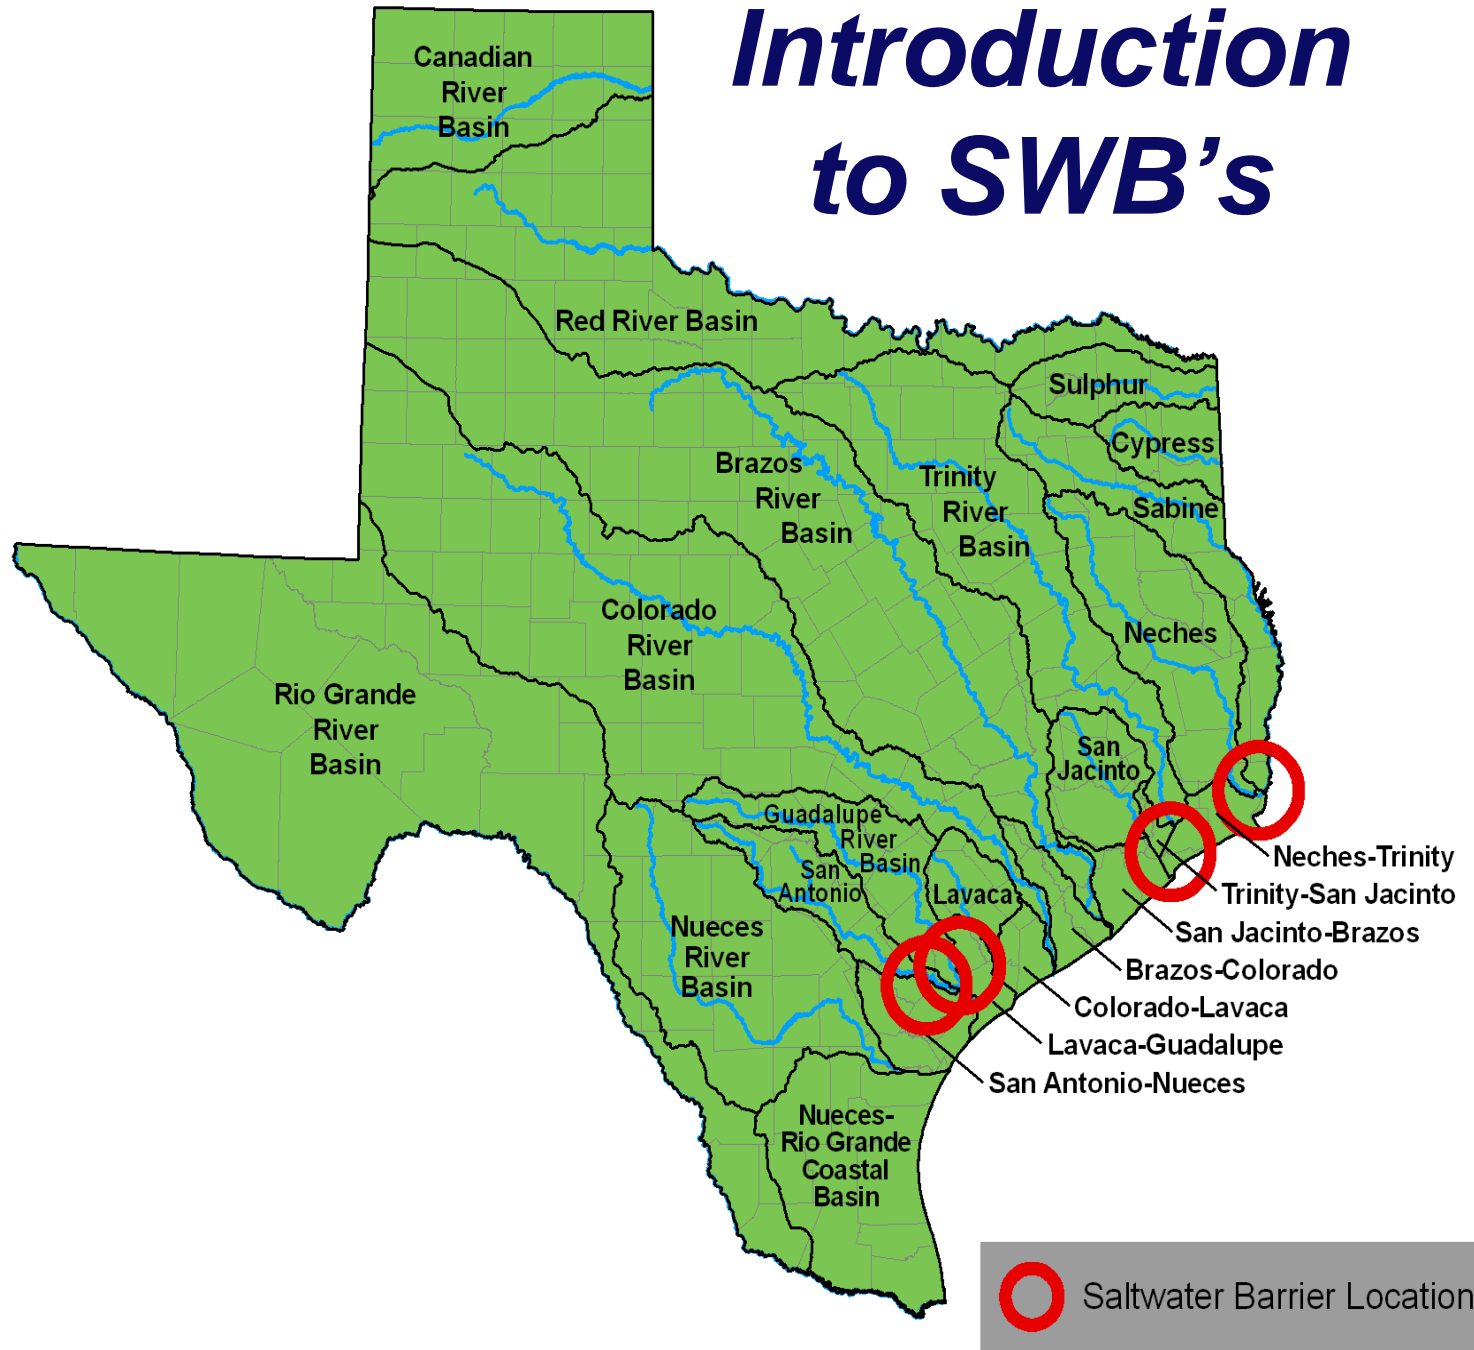 Introduction
to SWB's
Canadian
River
Basin
Red River Basin
Sulphur
Cypress
Brazos
River
Basin
Trinity
River
Basin
Sabine
Colorado
River
Basin
Neches
Rio Grande
River
Basin
San
Jacinto
Guadalupe
River
Basin
San
Antonio
Lavaca
Nueces
River
Basin
Neches-Trinity
Trinity-San Jacinto
San Jacinto-Brazos
Brazos-Colorado
Colorado-Lavaca
Lavaca-Guadalupe
San Antonio-Nueces
Nueces-
Rio Grande
Coastal
Basin
Saltwater Barrier Location